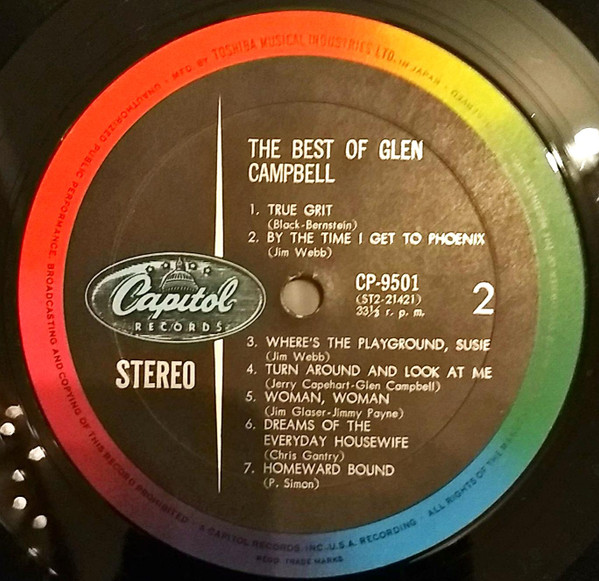 MFG. BY TOSHIBA MUSICAL INDUSTRIES LTD. IN JAPAN
THE BEST OF GLEN
CAMPBELL
1. TRUE GRIT
(Black-Bernstein)
2. BY THE TIME I GET TO PHOENIX
(Jim Webb)
Capitol
RECORDS
CP-9501
(ST2-21421)
33⅓ r. p. m.
2
STEREO
3. WHERE'S THE PLAYGROUND, SUSIE
(Jim Webb)
4. TURN AROUND AND LOOK AT ME
(Jerry Capehart-Glen Campbell)
5. WOMAN, WOMAN
(Jim Glaser-Jimmy Payne)
6. DREAMS OF THE
EVERYDAY HOUSEWIFE
(Chris Gantry)
7. HOMEWARD BOUND
(P. Simon)
UNAUTHORIZED PUBLIC PERFORMANCE, BROADCASTING AND COPYING OF THIS RECORD PROHIBITED
CAPITOL RECORDS, INC., U.S.A. RECORDING · ALL RIGHTS OF THE
TRADE MARKS